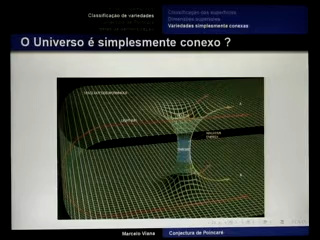 Classificação de variedades
Classificação das superfícies
Dimensões superiores
Variedades simplesmente conexas
O Universo é simplesmente conexo ?
Marcelo Viana
Conjectura de Poincaré